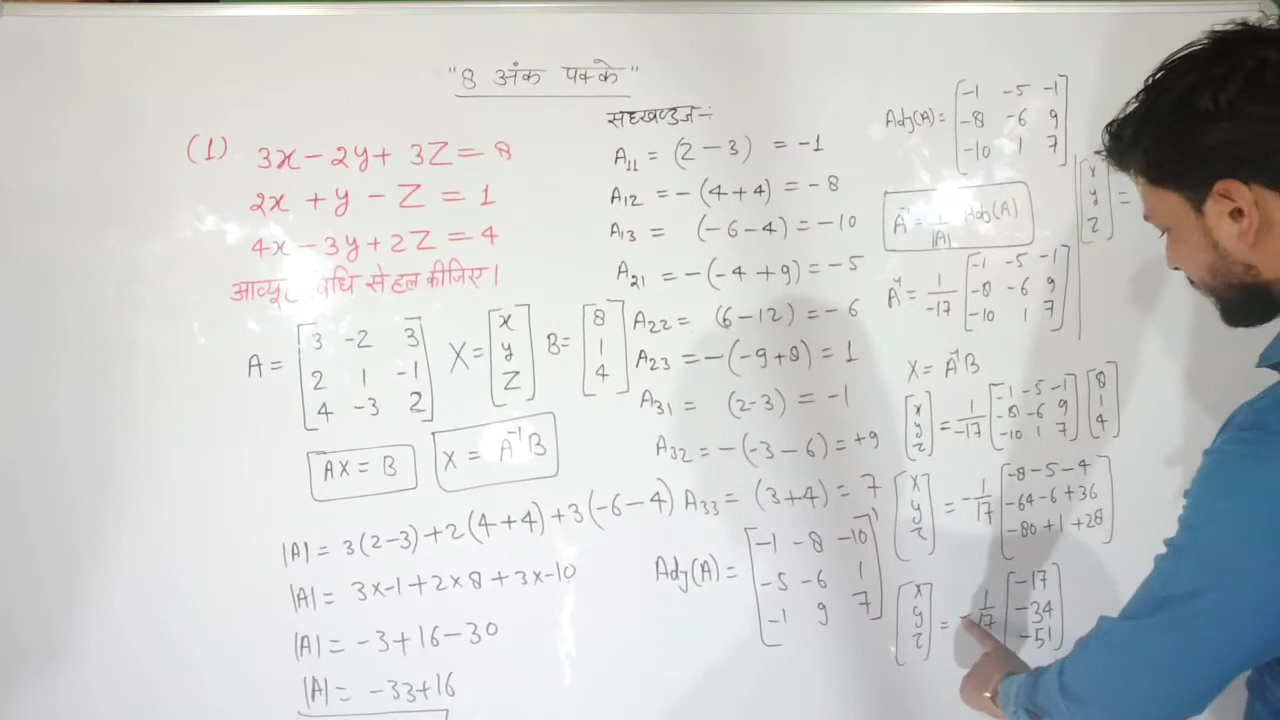 "8 अंक पक्के"
(1) 3x - 2y + 3Z = 8
2x + y - Z = 1
4x - 3y + 2Z = 4
से हल कीजिए।
A = [3 -2 3
2 1 -1
4 -3 2] X = [x
y
Z] B = [8
1
4]
AX = B X = A⁻¹B
|A| = 3(2-3) + 2(4+4) + 3(-6-4)
|A| = 3x-1 + 2x8 + 3x-10
|A| = -3 + 16 - 30
|A| = -33 + 16
सहखण्डज :-
A11 = (2-3) = -1
A12 = -(4+4) = -8
A13 = (-6-4) = -10
A21 = -(-4+9) = -5
A22 = (6-12) = -6
A23 = -(-9+8) = 1
A31 = (2-3) = -1
A32 = -(-3-6) = +9
A33 = (3+4) = 7
Adj(A) = [-1 -8 -10
-5 -6 1
-1 9 7]'
Adj(A) = [-1 -5 -1
-8 -6 9
-10 1 7]
A⁻¹ = 1/|A| Adj(A)
A⁻¹ = 1/-17 [-1 -5 -1
-8 -6 9
-10 1 7]
X = A⁻¹B
[x
y
z] = 1/-17 [-1 -5 -1
-8 -6 9
-10 1 7] [8
1
4]
[x
y
z] = -1/17 [-8-5-4
-64-6+36
-80+1+28]
[x
y
z] = -1/17 [-17
-34
-51]
[x
y
z] =